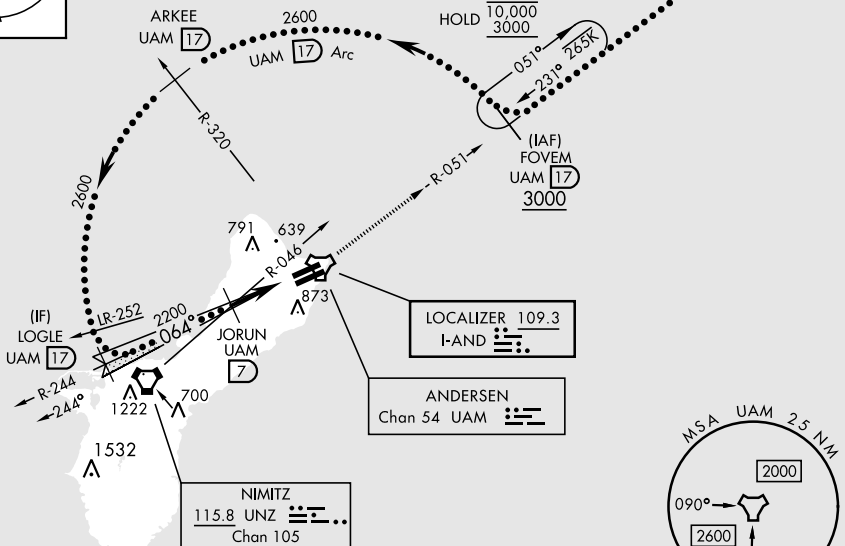 ARKEE
UAM 17
2600
UAM 17 Arc
HOLD 10,000
3000
051° 265K
231°
(IAF)
FOVEM
UAM 17
3000
R-320
R-051
2600
791
639
R-046
873
(IF)
LOGLE
UAM 17
LR-252
2200
064°
JORUN
UAM
7
LOCALIZER 109.3
I-AND
R-244
244°
1222
700
ANDERSEN
Chan 54 UAM
1532
NIMITZ
115.8 UNZ
Chan 105
MSA UAM 25 NM
2000
090°
2600